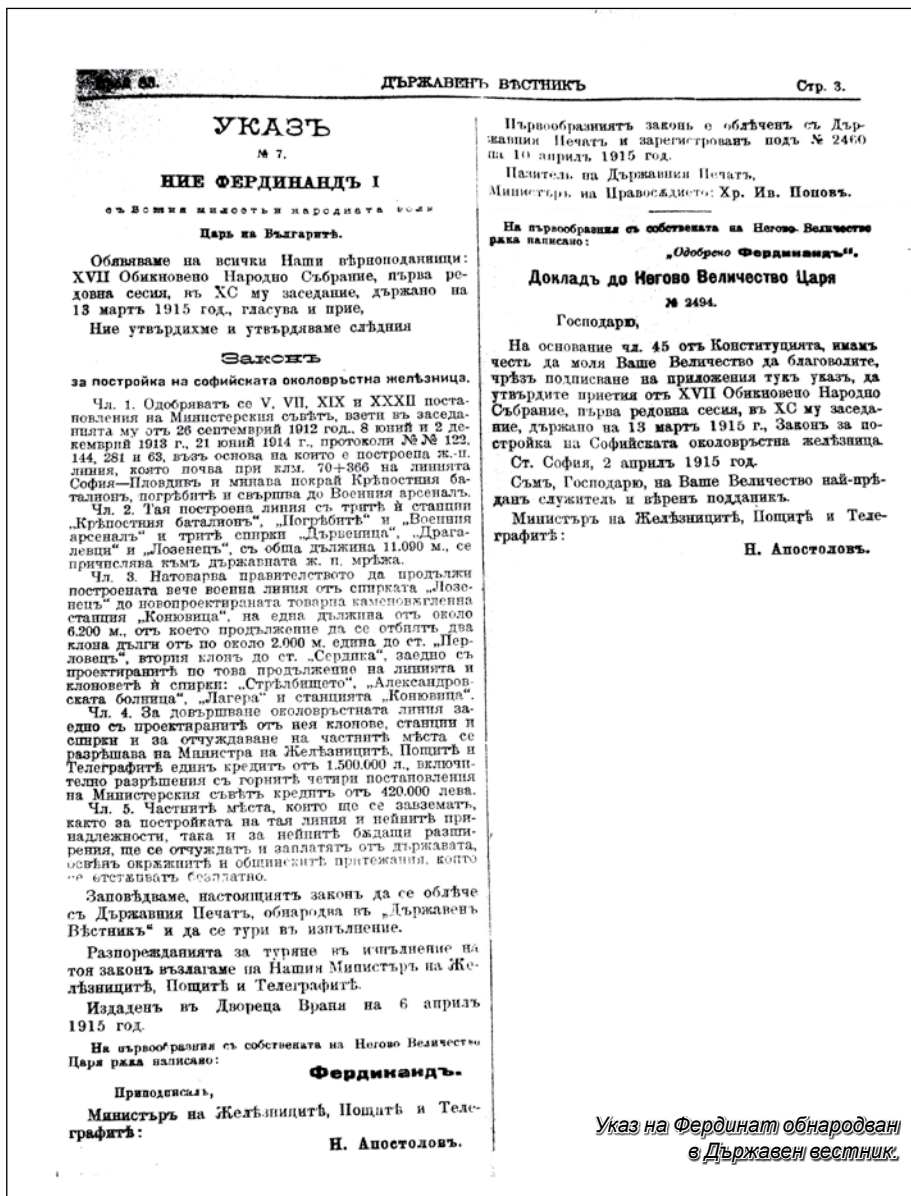 ДЪРЖАВЕНЪ ВѢСТНИКЪ
Стр. 3.
УКАЗЪ
№ 7.
НИЕ ФЕРДИНАНДЪ I
съ Божия милость и народната воля
Царь на Българитѣ.
Обявяваме на всички Наши вѣрноподанници:
XVII Обикновено Народно Събрание, първа ре-
довна сесия, въ XC му заседание, държано на
13 мартъ 1915 год., гласува и прие,
Ние утвърдихме и утвърдяваме слѣдния
Законъ
за постройка на софийската околовръстна желѣзница.
Чл. 1. Одобряватъ се V, VII, XIX и XXXII поста-
новления на Министерския съвѣтъ, взети въ заседа-
нията му отъ 26 септемврий 1912 год., 8 юний и 2 де-
кемврий 1913 г., 21 юний 1914 г., протоколи №№ 122,
144, 281 и 63, възъ основа на които е построена ж.-п.
линия, която почва при клм. 70+366 на линията
София—Пловдивъ и минава покрай Крѣпостния ба-
талионъ, погрѣбитѣ и свършва до Военния арсеналъ.
Чл. 2. Тая построена линия съ тритѣ ѝ станции
„Крѣпостния баталионъ“, „Погрѣбитѣ“ и „Военния
арсеналъ“ и тритѣ спирки „Дървеница“, „Драга-
левци“ и „Лозенецъ“, съ обща дължина 11.090 м., се
причислява къмъ държавната ж. п. мрѣжа.
Чл. 3. Натоварва правителството да продължи
построената вече военна линия отъ спирката „Лозе-
нецъ“ до новопроектираната товарна каменовѫгленна
станция „Конювица“, на една дължина отъ около
6.200 м., отъ което продължение да се отбиятъ два
клона дълги отъ по около 2.000 м. едина до ст. „Пер-
ловецъ“, втория клонъ до ст. „Сердика“, заедно съ
проектиранитѣ по това продължение на линията и
клоноветѣ ѝ спирки: „Стрѣлбището“, „Александров-
ската болница“, „Лагера“ и станцията „Конювица“.
Чл. 4. За довършване околовръстната линия за-
едно съ проектиранитѣ отъ нея клонове, станции и
спирки и за отчуждаване на частнитѣ мѣста се
разрѣшава на Министра на Желѣзницитѣ, Пощитѣ и
Телеграфитѣ единъ кредитъ отъ 1.500.000 л., включи-
телно разрѣшения съ горнитѣ четири постановления
на Министерския съвѣтъ кредитъ отъ 420.000 лева.
Чл. 5. Частнитѣ мѣста, които ще се завзематъ,
както за постройката на тая линия и нейнитѣ при-
надлежности, така и за нейнитѣ бѫдащи разши-
рения, ще се отчуждатъ и заплатятъ отъ държавата,
освѣнъ окрѫжнитѣ и общинскитѣ притежания, които
се отстѫпватъ безплатно.
Заповѣдваме, настоящиятъ законъ да се облѣче
съ Държавния Печатъ, обнародва въ „Държавенъ
Вѣстникъ“ и да се тури въ изпълнение.
Разпорежданията за туряне въ изпълнение на
тоя законъ възлагаме на Нашия Министъръ на Же-
лѣзницитѣ, Пощитѣ и Телеграфитѣ.
Издаденъ въ Двореца Враня на 6 априлъ
1915 год.
На първообразния съ собствената на Негово Величество
Царя рѫка написано:
Фердинандъ.
Приподписалъ,
Министъръ на Желѣзницитѣ, Пощитѣ и Теле-
графитѣ:
Н. Апостоловъ.
Първообразниятъ законъ е облѣченъ съ Дър-
жавния Печатъ и зарегистрованъ подъ № 2460
на 10 априлъ 1915 год.
Пазитель на Държавния Печатъ,
Министъръ на Правосѫдието: Хр. Ив. Поповъ.
На първообразния съ собствената на Негово Величество
рѫка написано:
„Одобрено Фердинандъ“.
Докладъ до Негово Величество Царя
№ 2494.
Господарю,
На основание чл. 45 отъ Конституцията, имамъ
честь да моля Ваше Величество да благоволите,
чрѣзъ подписване на приложения тукъ указъ, да
утвърдите приетия отъ XVII Обикновено Народно
Събрание, първа редовна сесия, въ XC му заседа-
ние, държано на 13 мартъ 1915 г., Законъ за по-
стройка на Софийската околовръстна желѣзница.
Ст. София, 2 априлъ 1915 год.
Съмъ, Господарю, на Ваше Величество най-прѣ-
данъ служитель и вѣренъ подданикъ.
Министъръ на Желѣзницитѣ, Пощитѣ и Теле-
графитѣ:
Н. Апостоловъ.
Указ на Фердинат обнародван
в Държавен вестник.